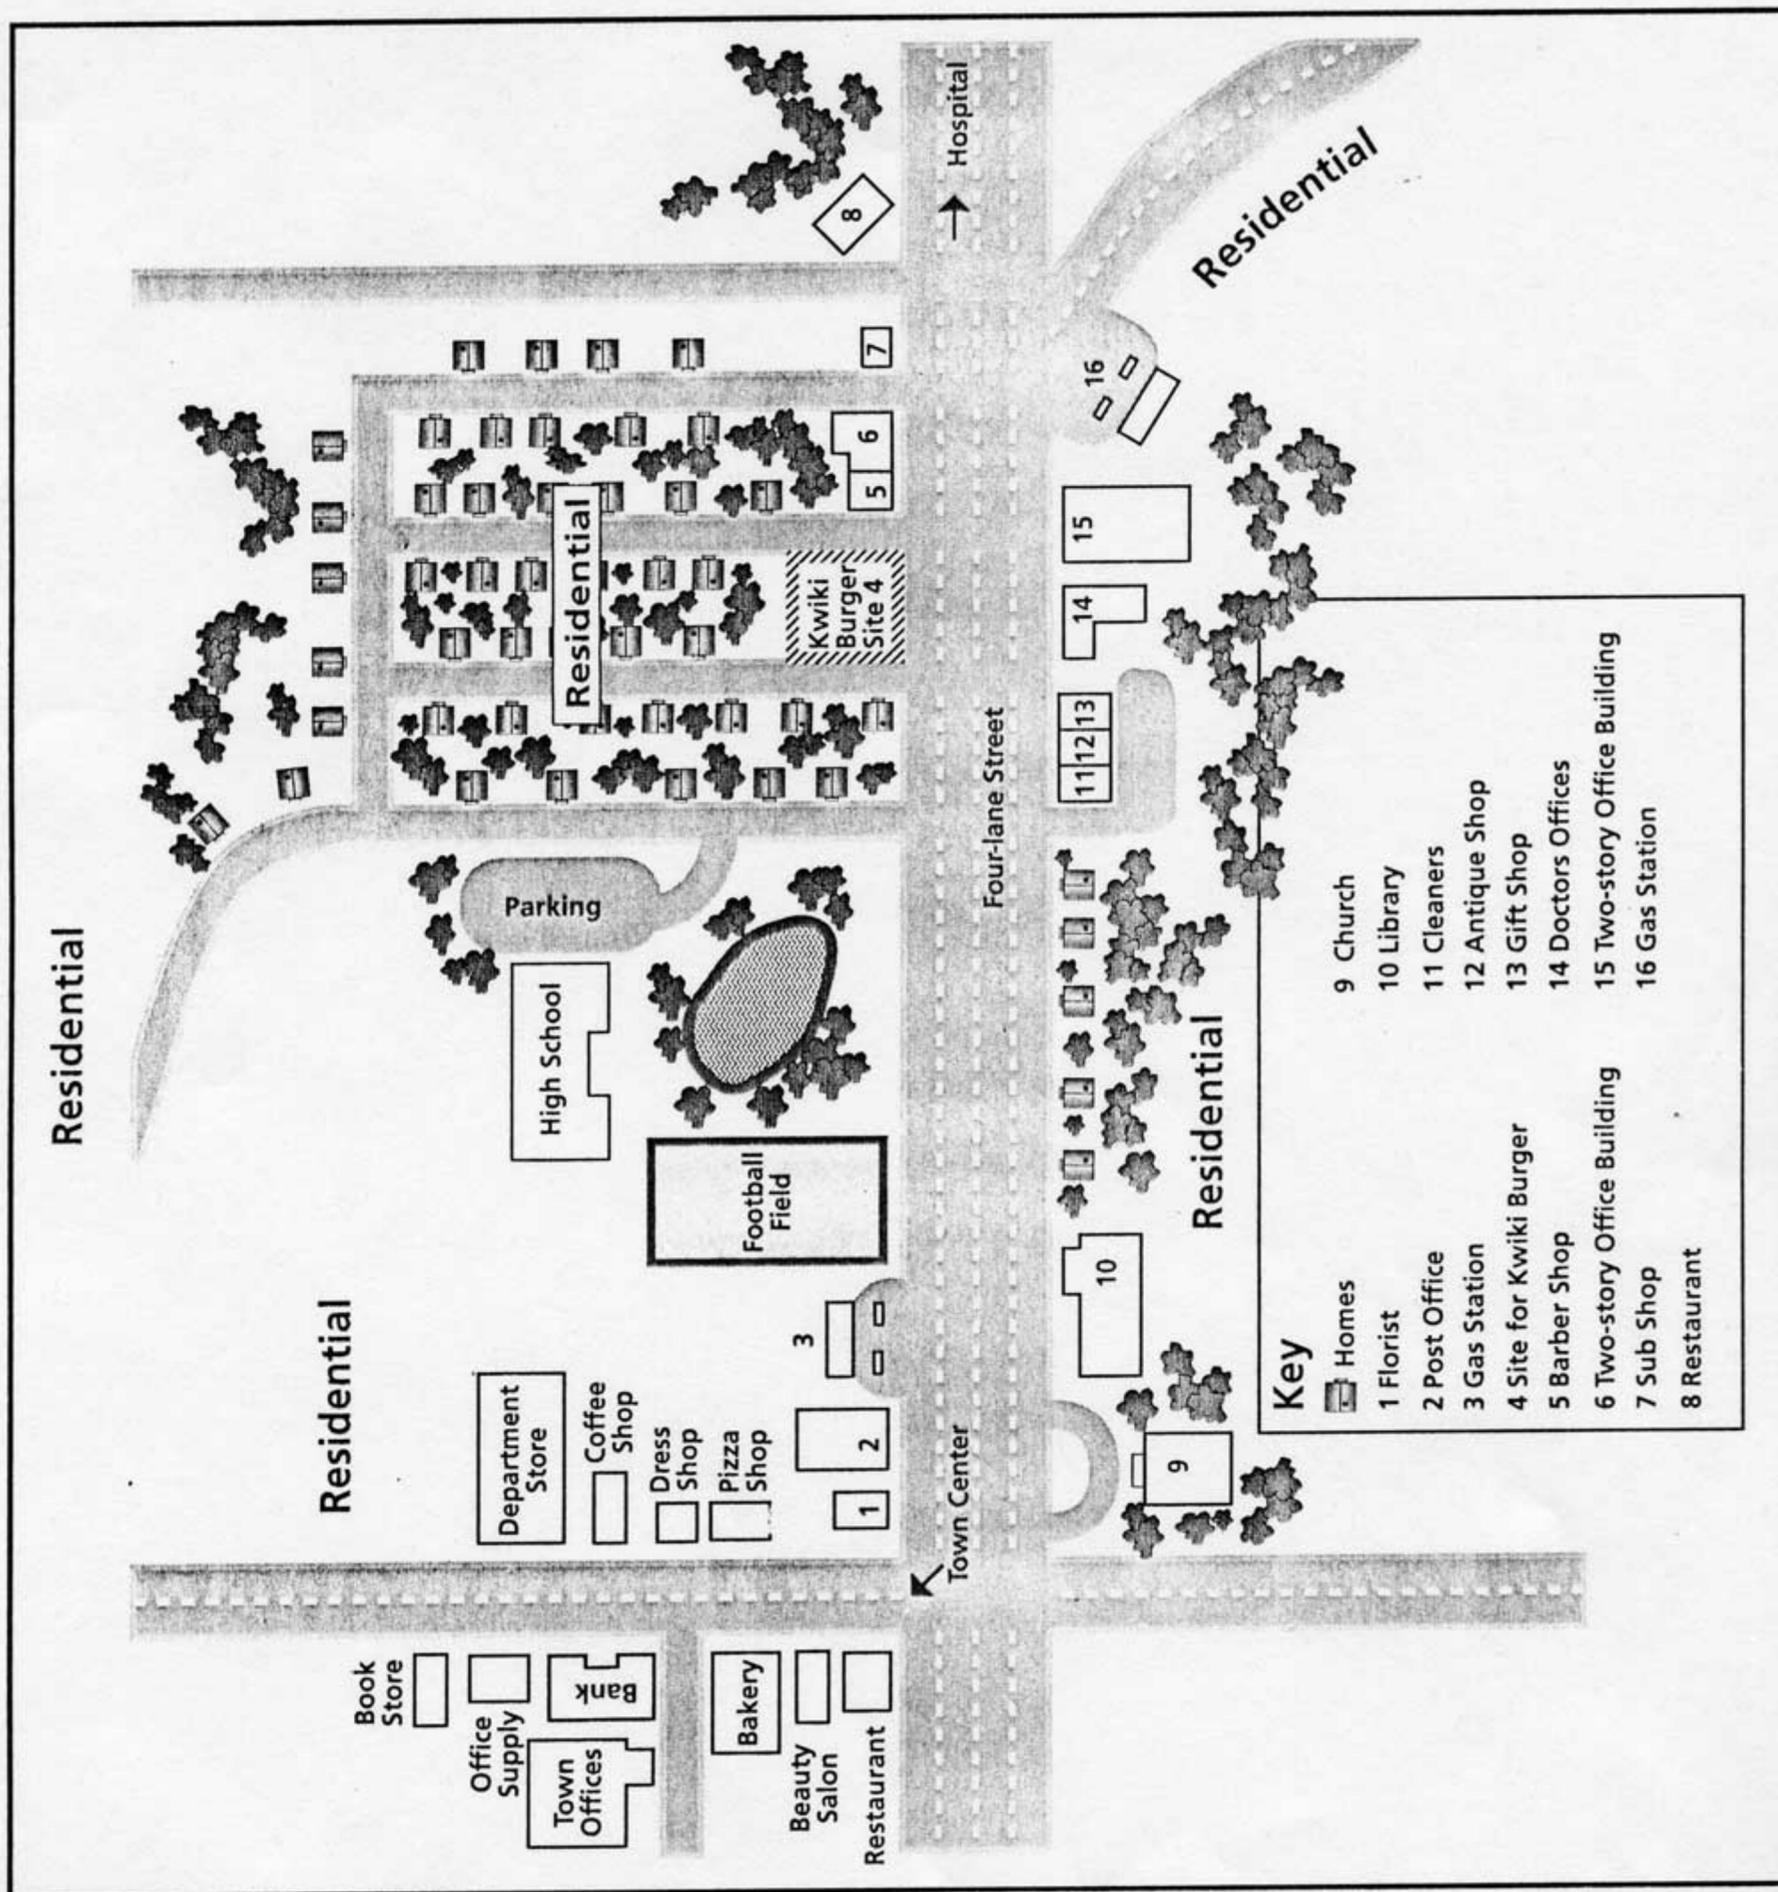 Residential
Residential
Book
Store
Office
Supply
Bank
Town
Offices
Bakery
Beauty
Salon
Restaurant
Department
Store
Coffee
Shop
Dress
Shop
Pizza
Shop
1
2
3
Football
Field
High School
Parking
Residential
Kwiki
Burger
Site 4
5
6
7
8
Town Center
Four-lane Street
Hospital
9
10
Residential
11
12
13
14
15
16
Residential
Key
Homes
1 Florist
2 Post Office
3 Gas Station
4 Site for Kwiki Burger
5 Barber Shop
6 Two-story Office Building
7 Sub Shop
8 Restaurant
9 Church
10 Library
11 Cleaners
12 Antique Shop
13 Gift Shop
14 Doctors Offices
15 Two-story Office Building
16 Gas Station